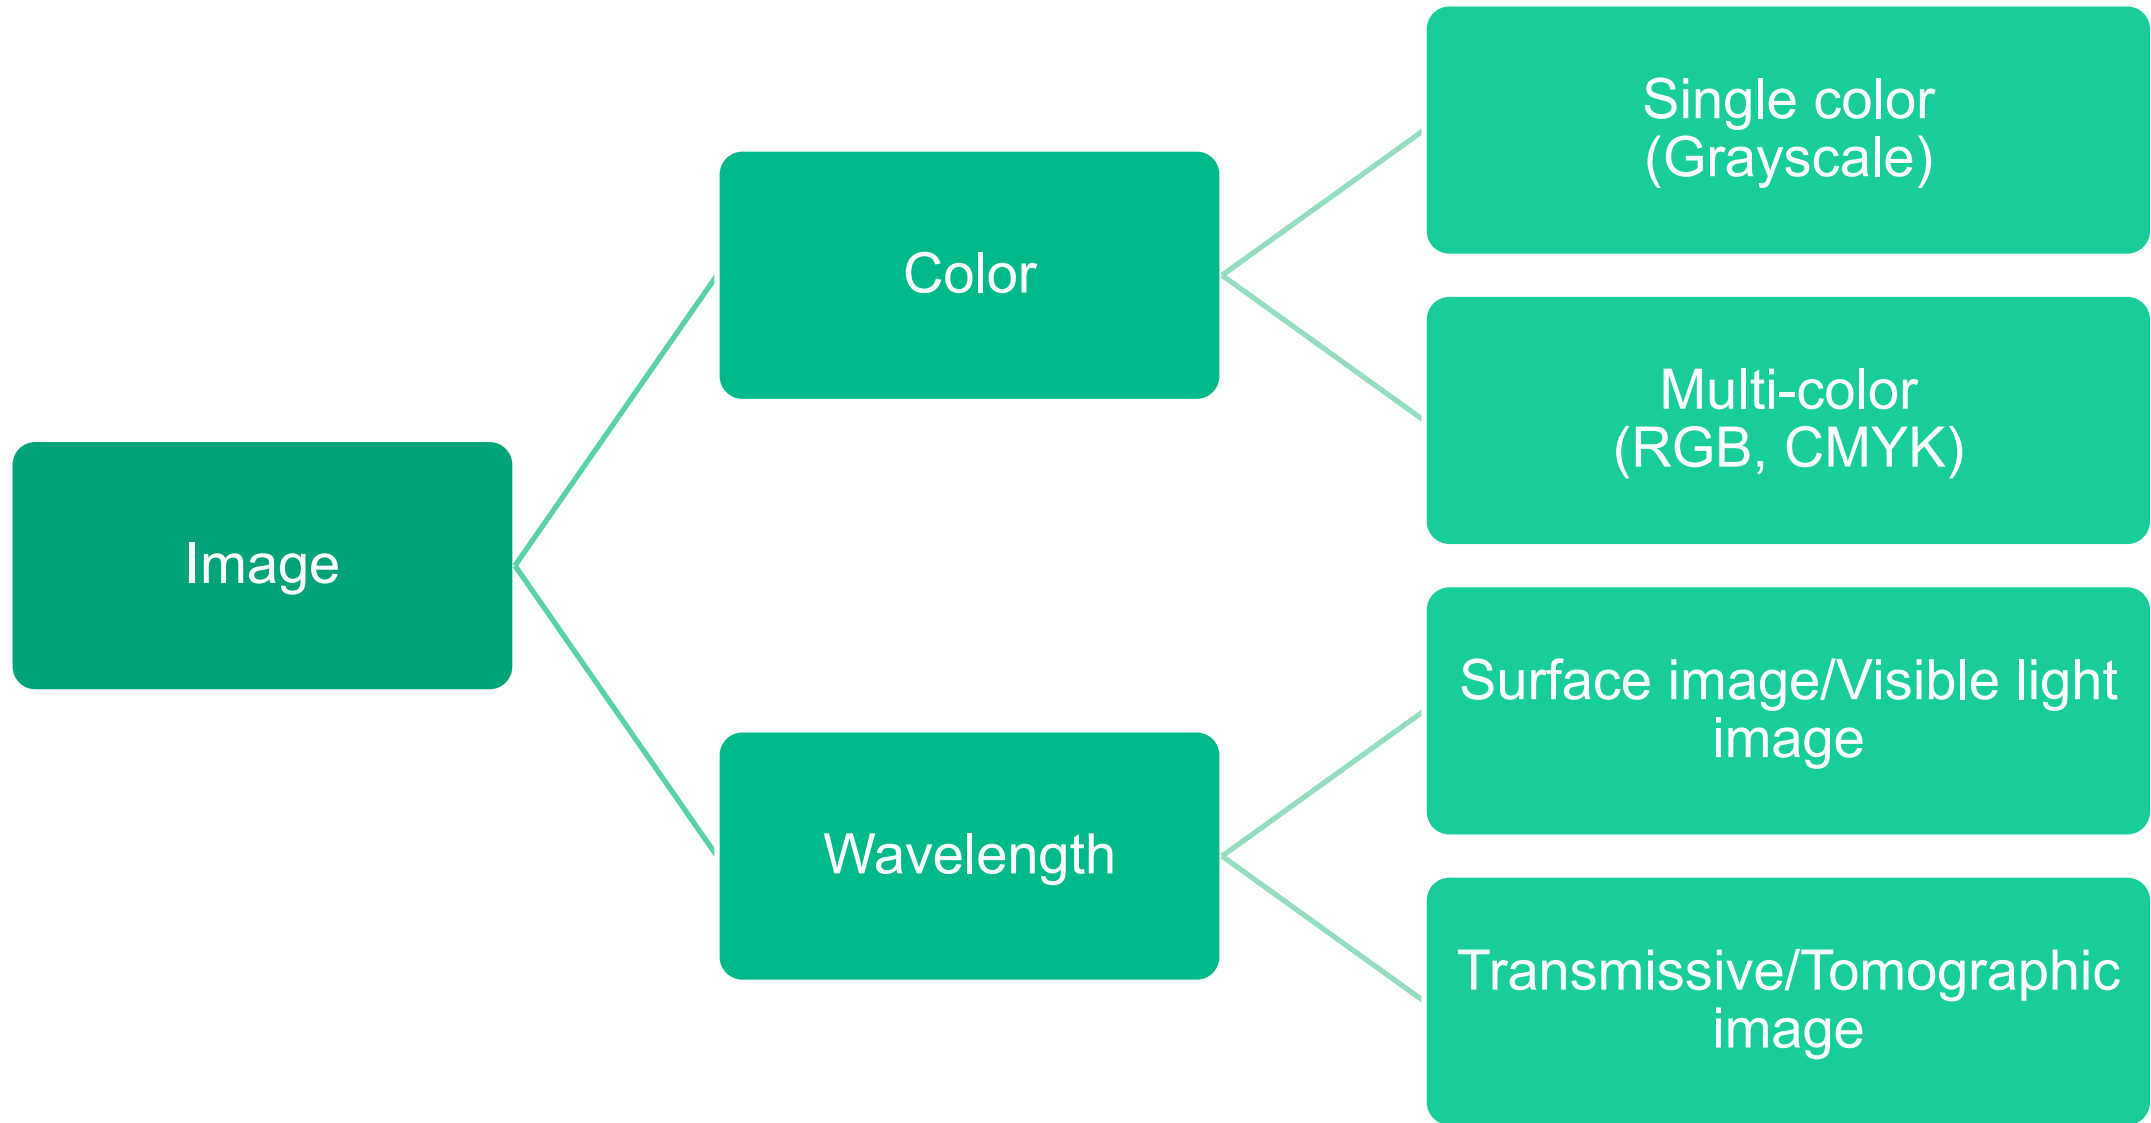 Image
Color
Single color
(Grayscale)
Multi-color
(RGB, CMYK)
Wavelength
Surface image/Visible light
image
Transmissive/Tomographic
image